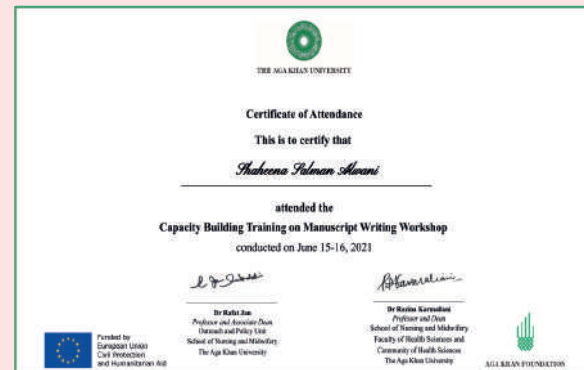 THE AGA KHAN UNIVERSITY
Certificate of Attendance
This is to certify that
Shaheena Salman Alwani
attended the
Capacity Building Training on Manuscript Writing Workshop
conducted on June 15-16, 2021
Dr Rafat Jan
Professor and Associate Dean
Outreach and Policy Unit
School of Nursing and Midwifery
The Aga Khan University
Dr Rozina Karmaliani
Professor and Dean
School of Nursing and Midwifery
Faculty of Health Sciences and
Community of Health Sciences
The Aga Khan University
Funded by
European Union
Civil Protection
and Humanitarian Aid
AGA KHAN FOUNDATION